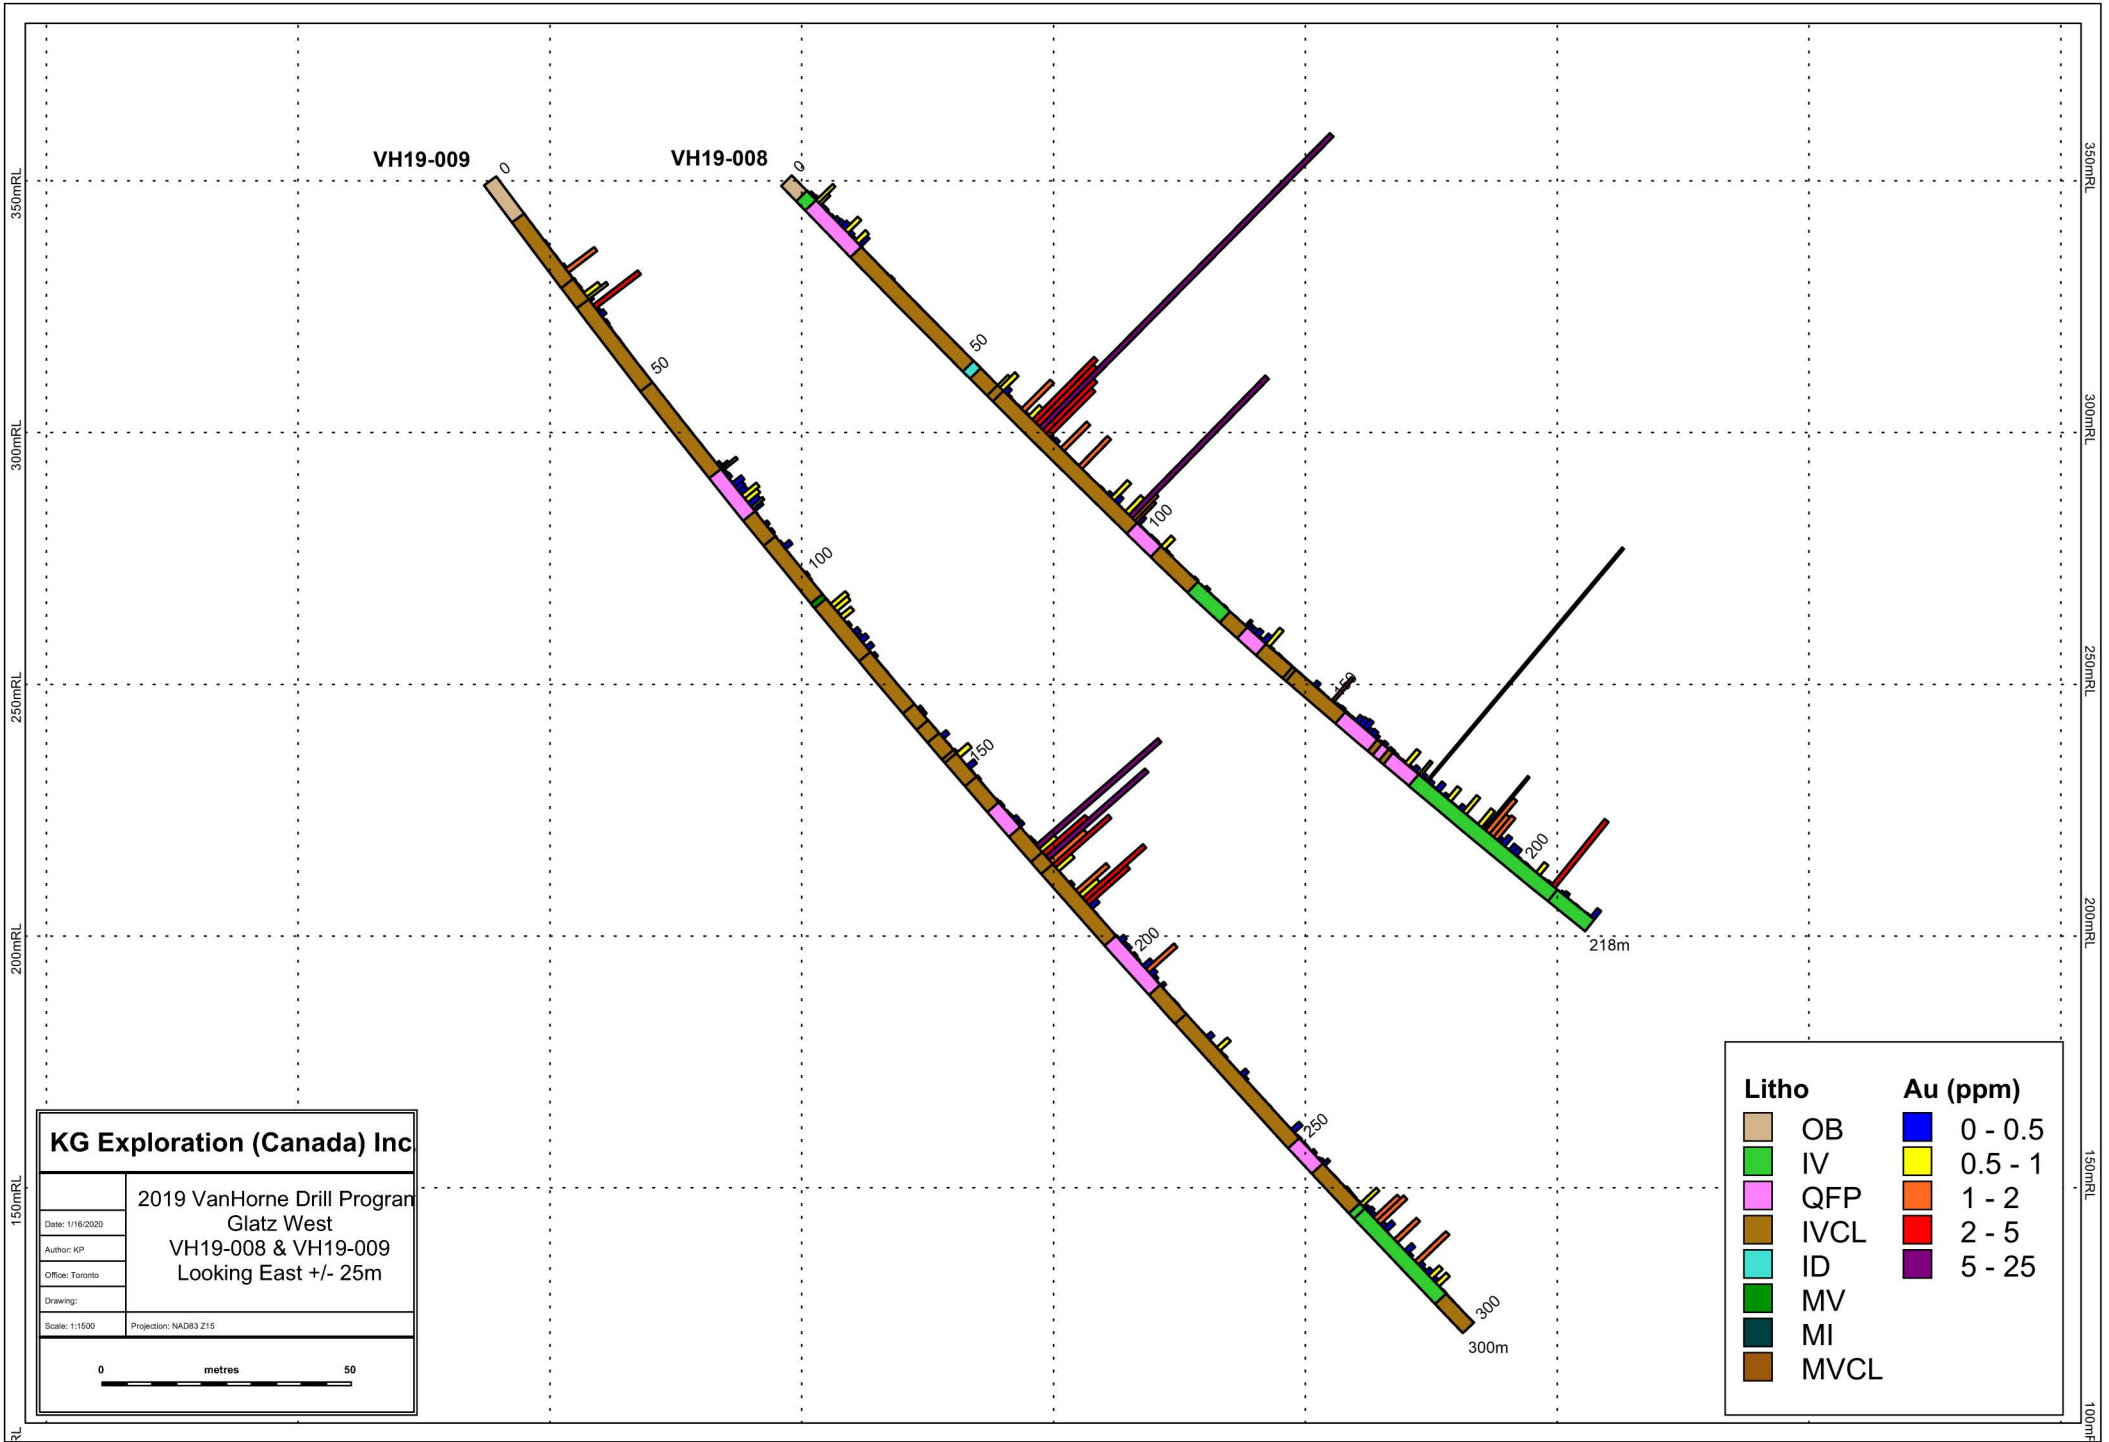 VH19-009
VH19-008
0
0
350mRL
350mRL
50
50
300mRL
300mRL
100
100
250mRL
250mRL
150
150
200
200
200mRL
200mRL
218m
250
150mRL
150mRL
300
300m
100mR
RL
KG Exploration (Canada) Inc.
2019 VanHorne Drill Program
Glatz West
VH19-008 & VH19-009
Looking East +/- 25m
Date: 1/16/2020
Author: KP
Office: Toronto
Drawing:
Scale: 1:1500
Projection: NAD83 Z15
0 metres 50
Litho Au (ppm)
OB 0 - 0.5
IV 0.5 - 1
QFP 1 - 2
IVCL 2 - 5
ID 5 - 25
MV
MI
MVCL